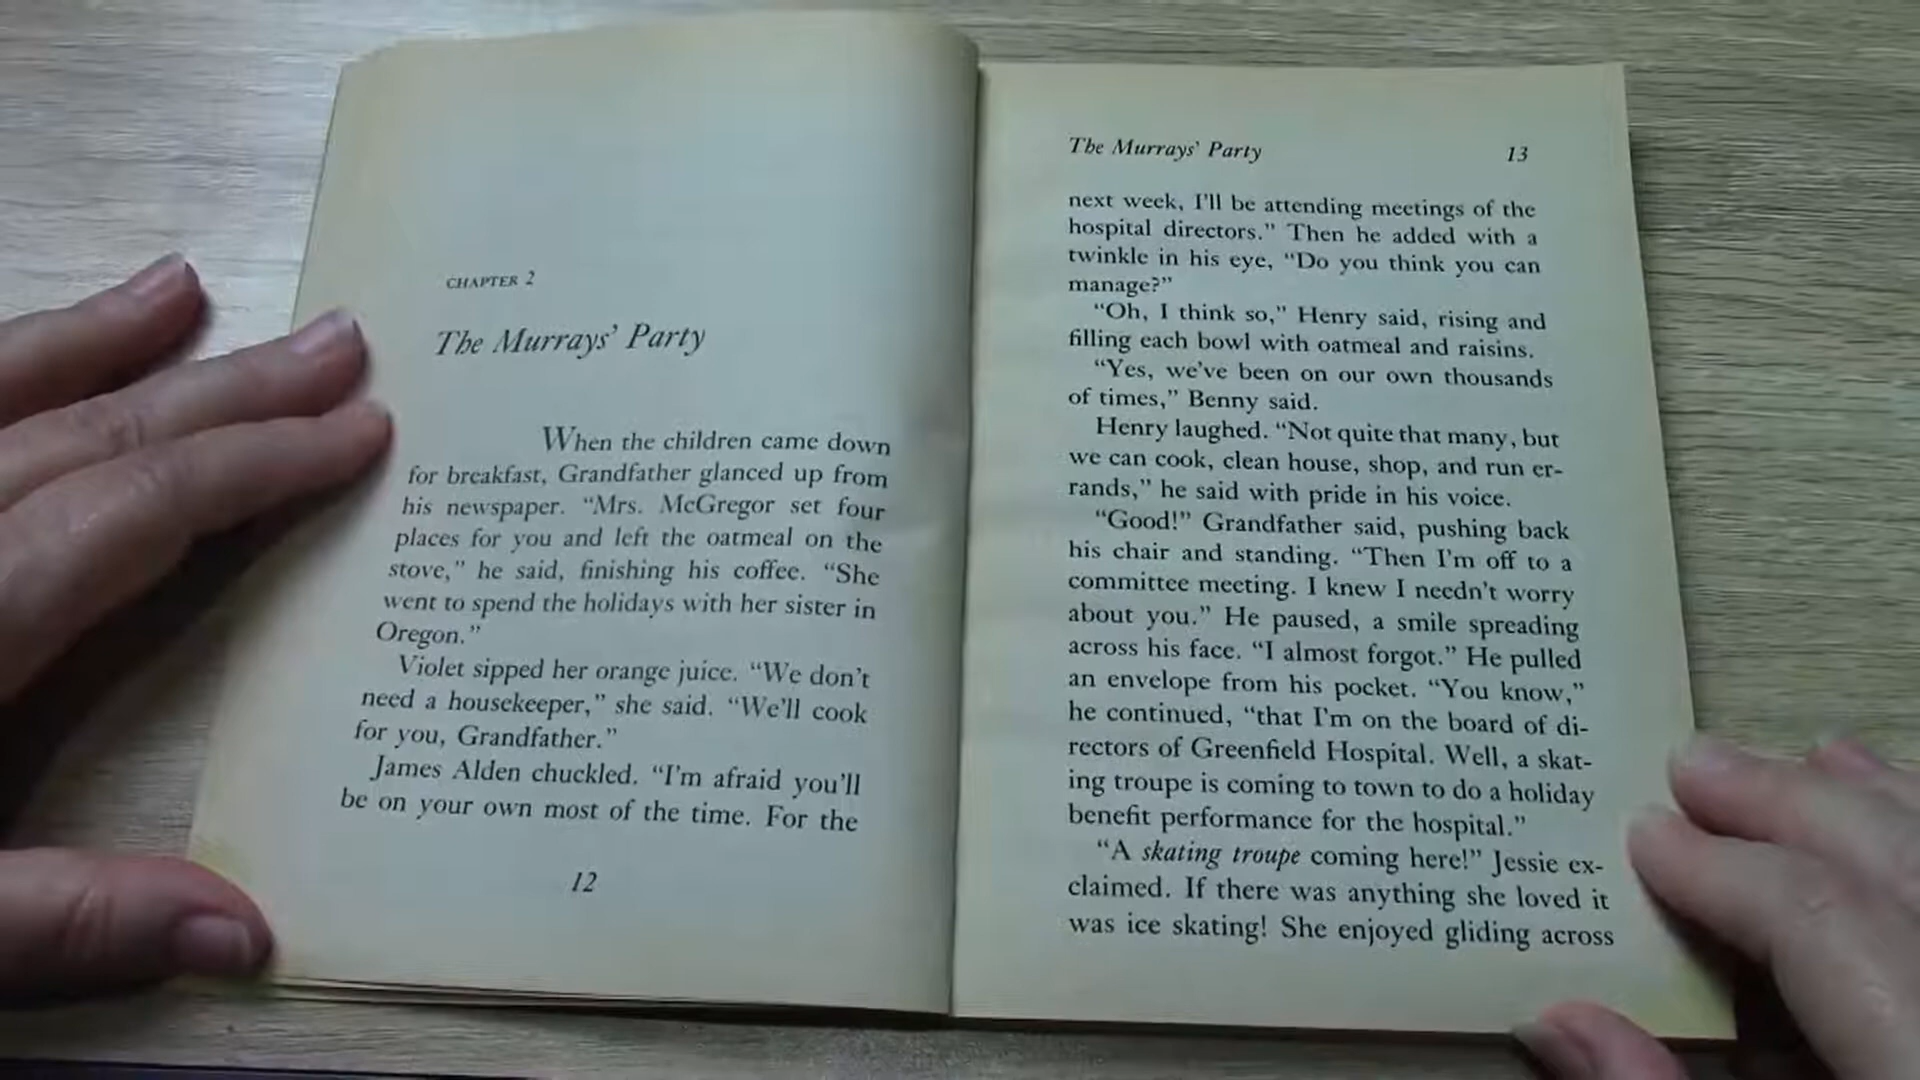 CHAPTER 2
The Murrays' Party
When the children came down
for breakfast, Grandfather glanced up from
his newspaper. “Mrs. McGregor set four
places for you and left the oatmeal on the
stove,” he said, finishing his coffee. “She
went to spend the holidays with her sister in
Oregon.”
Violet sipped her orange juice. “We don't
need a housekeeper,” she said. “We'll cook
for you, Grandfather.”
James Alden chuckled. “I'm afraid you'll
be on your own most of the time. For the
12
The Murrays' Party 13
next week, I'll be attending meetings of the
hospital directors.” Then he added with a
twinkle in his eye, “Do you think you can
manage?”
“Oh, I think so,” Henry said, rising and
filling each bowl with oatmeal and raisins.
“Yes, we've been on our own thousands
of times,” Benny said.
Henry laughed. “Not quite that many, but
we can cook, clean house, shop, and run er-
rands,” he said with pride in his voice.
“Good!” Grandfather said, pushing back
his chair and standing. “Then I'm off to a
committee meeting. I knew I needn't worry
about you.” He paused, a smile spreading
across his face. “I almost forgot.” He pulled
an envelope from his pocket. “You know,”
he continued, “that I'm on the board of di-
rectors of Greenfield Hospital. Well, a skat-
ing troupe is coming to town to do a holiday
benefit performance for the hospital.”
“A skating troupe coming here!” Jessie ex-
claimed. If there was anything she loved it
was ice skating! She enjoyed gliding across